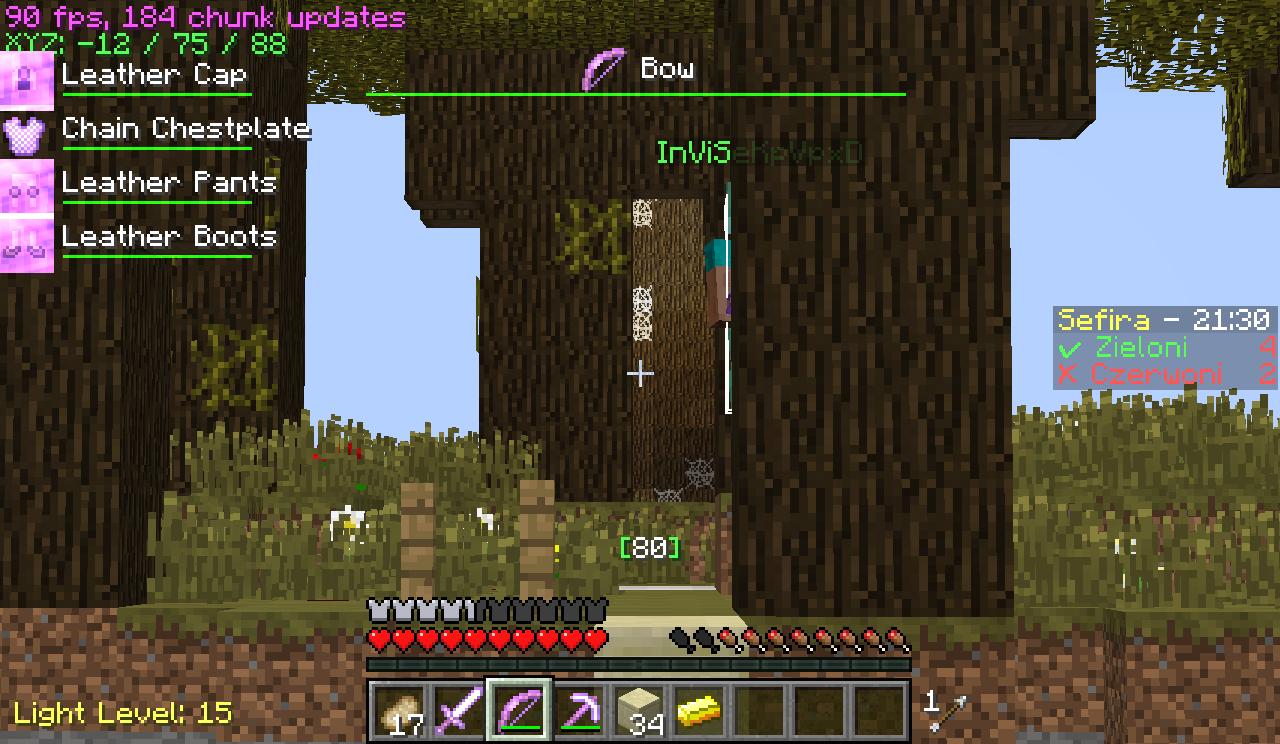 90 fps, 184 chunk updates
XYZ: -12 / 75 / 88
Leather Cap
Bow
Chain Chestplate
InViSeKpVpxD
Leather Pants
Leather Boots
Sefira - 21:30
✓ Zieloni 4
X Czerwoni 2
[80]
Light Level: 15
17
34
1